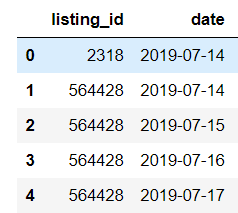 listing_id date
0 2318 2019-07-14
1 564428 2019-07-14
2 564428 2019-07-15
3 564428 2019-07-16
4 564428 2019-07-17